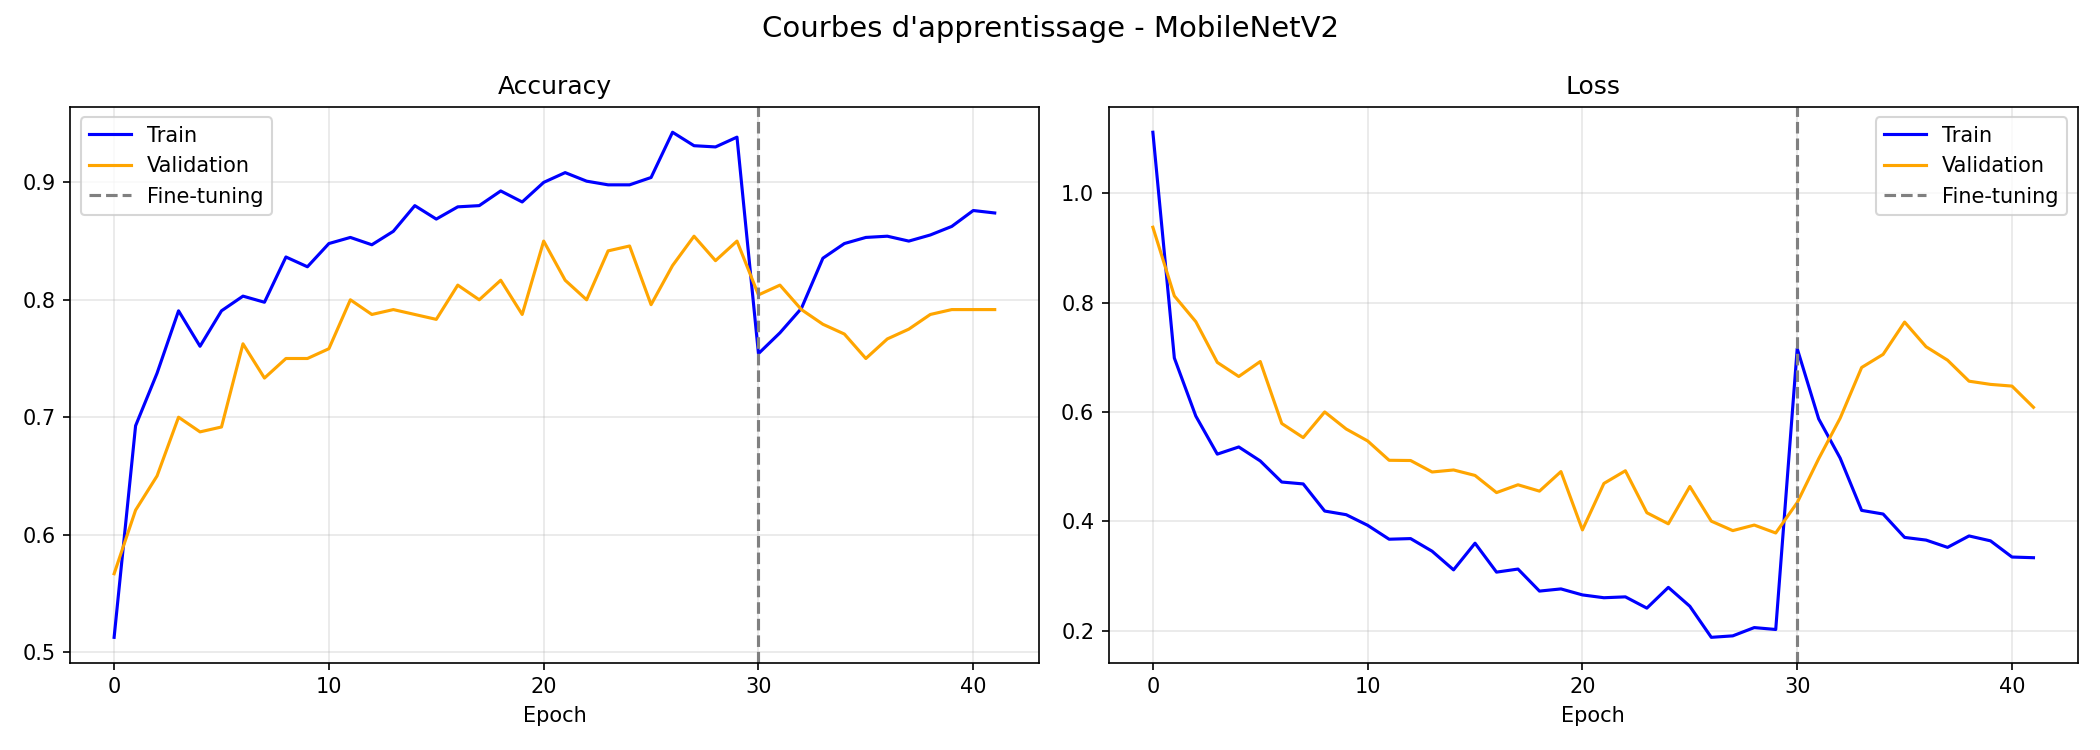 Courbes d'apprentissage - MobileNetV2
Accuracy
Train
Validation
Fine-tuning
0.9
0.8
0.7
0.6
0.5
0 10 20 30 40
Epoch
Loss
Train
Validation
Fine-tuning
1.0
0.8
0.6
0.4
0.2
0 10 20 30 40
Epoch